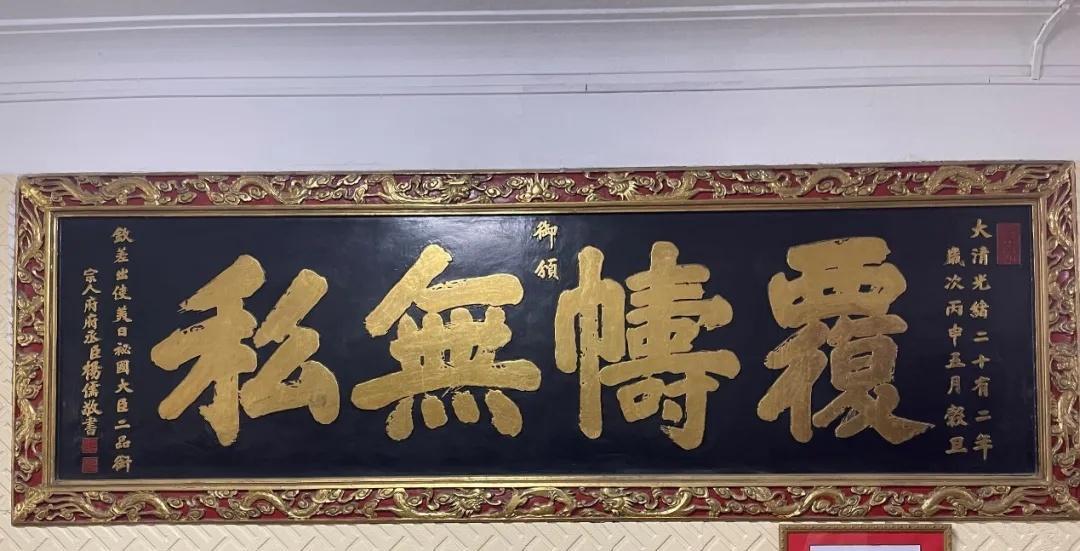 大清光緒二十有二年
歲次丙申五月穀旦
御頒
覆幬無私
欽差出使美日祕國大臣二品銜
宗人府府丞臣楊儒敬書